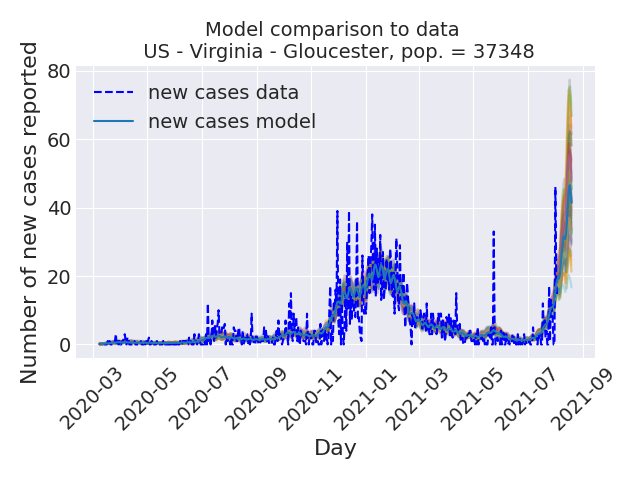 Model comparison to data
US - Virginia - Gloucester, pop. = 37348
Number of new cases reported
80
60
40
20
0
new cases data
new cases model
2020-03
2020-05
2020-07
2020-09
2020-11
2021-01
2021-03
2021-05
2021-07
2021-09
Day